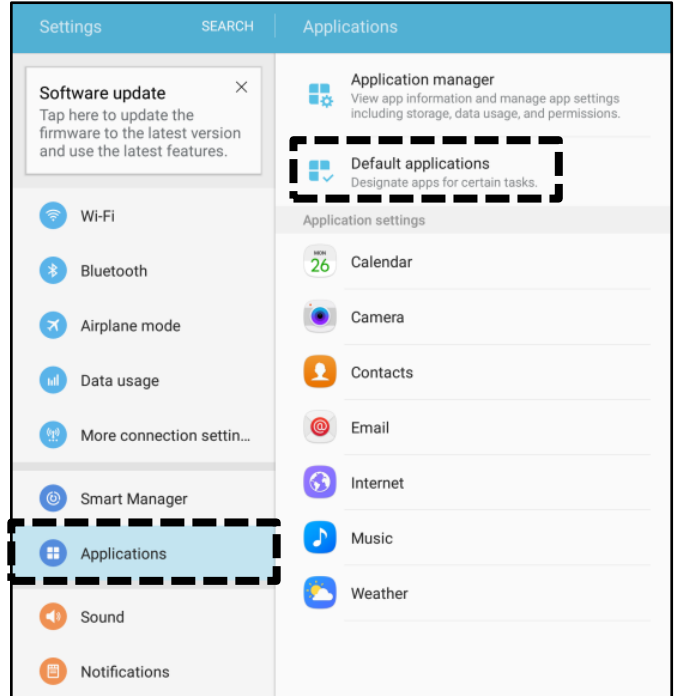 Settings
SEARCH
Software update
Tap here to update the
firmware to the latest version
and use the latest features.
Wi-Fi
Bluetooth
Airplane mode
Data usage
More connection settin...
Smart Manager
Applications
Sound
Notifications
Applications
Application manager
View app information and manage app settings
including storage, data usage, and permissions.
Default applications
Designate apps for certain tasks.
Application settings
MON
26
Calendar
Camera
Contacts
@
Email
Internet
Music
Weather